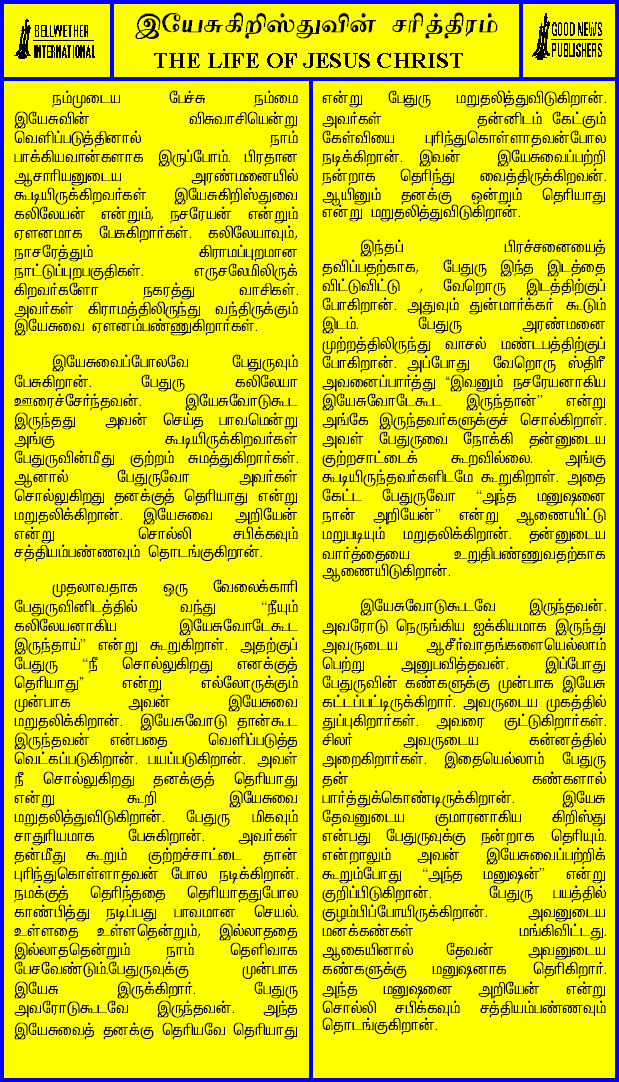 BELLWETHER
INTERNATIONAL
இயேசுகிறிஸ்துவின் சரித்திரம்
THE LIFE OF JESUS CHRIST
GOOD NEWS
PUBLISHERS
நம்முடைய பேச்சு நம்மை
இயேசுவின் விசுவாசியென்று
வெளிப்படுத்தினால் நாம்
பாக்கியவான்களாக இருப்போம். பிரதான
ஆசாரியனுடைய அரண்மனையில்
கூடியிருக்கிறவர்கள் இயேசுகிறிஸ்துவை
கலிலேயன் என்றும், நசரேயன் என்றும்
ஏளனமாக பேசுகிறார்கள். கலிலேயாவும்,
நாசரேத்தும் கிராமப்புறமான
நாட்டுப்புறபகுதிகள். எருசலேமிலிருக்
கிறவர்களோ நகரத்து வாசிகள்.
அவர்கள் கிராமத்திலிருந்து வந்திருக்கும்
இயேசுவை ஏளனம்பண்ணுகிறார்கள்.
இயேசுவைப்போலவே பேதுருவும்
பேசுகிறான். பேதுரு கலிலேயா
ஊரைச்சேர்ந்தவன். இயேசுவோடுகூட
இருந்தது அவன் செய்த பாவமென்று
அங்கு கூடியிருக்கிறவர்கள்
பேதுருவின்மீது குற்றம் சுமத்துகிறார்கள்.
ஆனால் பேதுருவோ அவர்கள்
சொல்லுகிறது தனக்குத் தெரியாது என்று
மறுதலிக்கிறான். இயேசுவை அறியேன்
என்று சொல்லி சபிக்கவும்
சத்தியம்பண்ணவும் தொடங்குகிறான்.
முதலாவதாக ஒரு வேலைக்காரி
பேதுருவினிடத்தில் வந்து “நீயும்
கலிலேயனாகிய இயேசுவோடேகூட
இருந்தாய்” என்று கூறுகிறாள். அதற்குப்
பேதுரு “நீ சொல்லுகிறது எனக்குத்
தெரியாது” என்று எல்லோருக்கும்
முன்பாக அவன் இயேசுவை
மறுதலிக்கிறான். இயேசுவோடு தான்கூட
இருந்தவன் என்பதை வெளிப்படுத்த
வெட்கப்படுகிறான். பயப்படுகிறான். அவள்
நீ சொல்லுகிறது தனக்குத் தெரியாது
என்று கூறி இயேசுவை
மறுதலித்துவிடுகிறான். பேதுரு மிகவும்
சாதுரியமாக பேசுகிறான். அவர்கள்
தன்மீது கூறும் குற்றச்சாட்டை தான்
புரிந்துகொள்ளாதவன் போல நடிக்கிறான்.
நமக்குத் தெரிந்ததை தெரியாததுபோல
காண்பித்து நடிப்பது பாவமான செயல்.
உள்ளதை உள்ளதென்றும், இல்லாததை
இல்லாததென்றும் நாம் தெளிவாக
பேசவேண்டும்.பேதுருவுக்கு முன்பாக
இயேசு இருக்கிறார். பேதுரு
அவரோடுகூடவே இருந்தவன். அந்த
இயேசுவைத் தனக்கு தெரியவே தெரியாது
என்று பேதுரு மறுதலித்துவிடுகிறான்.
அவர்கள் தன்னிடம் கேட்கும்
கேள்வியை புரிந்துகொள்ளாதவன்போல
நடிக்கிறான். இவன் இயேசுவைப்பற்றி
நன்றாக தெரிந்து வைத்திருக்கிறவன்.
ஆயினும் தனக்கு ஒன்றும் தெரியாது
என்று மறுதலித்துவிடுகிறான்.
இந்தப் பிரச்சனையைத்
தவிப்பதற்காக, பேதுரு இந்த இடத்தை
விட்டுவிட்டு , வேறொரு இடத்திற்குப்
போகிறான். அதுவும் துன்மார்க்கர் கூடும்
இடம். பேதுரு அரண்மனை
முற்றத்திலிருந்து வாசல் மண்டபத்திற்குப்
போகிறான். அப்போது வேறொரு ஸ்திரீ
அவனைப்பார்த்து “இவனும் நசரேயனாகிய
இயேசுவோடேகூட இருந்தான்” என்று
அங்கே இருந்தவர்களுக்குச் சொல்கிறாள்.
அவள் பேதுருவை நோக்கி தன்னுடைய
குற்றசாட்டைக் கூறவில்லை. அங்கு
கூடியிருந்தவர்களிடமே கூறுகிறாள். அதை
கேட்ட பேதுருவோ “அந்த மனுஷனை
நான் அறியேன்” என்று ஆணையிட்டு
மறுபடியும் மறுதலிக்கிறான். தன்னுடைய
வார்த்தையை உறுதிபண்ணுவதற்காக
ஆணையிடுகிறான்.
இயேசுவோடுகூடவே இருந்தவன்.
அவரோடு நெருங்கிய ஐக்கியமாக இருந்து
அவருடைய ஆசீர்வாதங்களையெல்லாம்
பெற்று அனுபவித்தவன். இப்போது
பேதுருவின் கண்களுக்கு முன்பாக இயேசு
கட்டப்பட்டிருக்கிறார். அவருடைய முகத்தில்
துப்புகிறார்கள். அவரை குட்டுகிறார்கள்.
சிலர் அவருடைய கன்னத்தில்
அறைகிறார்கள். இதையெல்லாம் பேதுரு
தன் கண்களால்
பார்த்துக்கொண்டிருக்கிறான். இயேசு
தேவனுடைய குமாரனாகிய கிறிஸ்து
என்பது பேதுருவுக்கு நன்றாக தெரியும்.
என்றாலும் அவன் இயேசுவைப்பற்றிக்
கூறும்போது “அந்த மனுஷன்” என்று
குறிப்பிடுகிறான். பேதுரு பயத்தில்
குழம்பிப்போயிருக்கிறான். அவனுடைய
மனக்கண்கள் மங்கிவிட்டது.
ஆகையினால் தேவன் அவனுடைய
கண்களுக்கு மனுஷனாக தெரிகிறார்.
அந்த மனுஷனை அறியேன் என்று
சொல்லி சபிக்கவும் சத்தியம்பண்ணவும்
தொடங்குகிறான்.